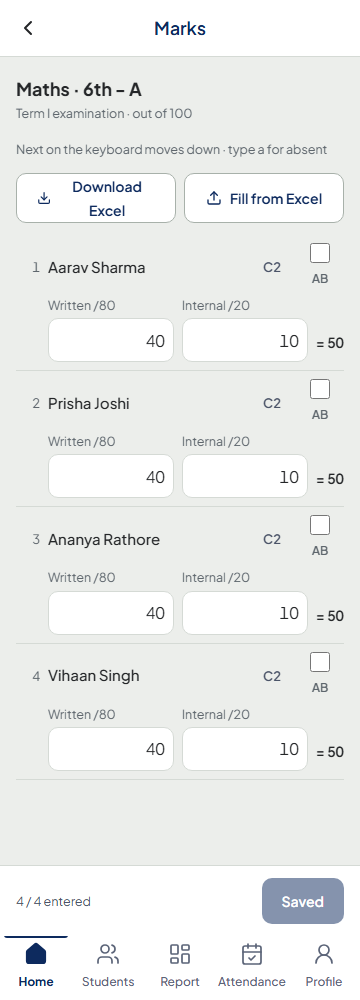 Marks
Maths · 6th - A
Term I examination · out of 100
Next on the keyboard moves down · type a for absent
Download
Excel
Fill from Excel
1 Aarav Sharma C2
AB
Written /80 Internal /20
40 10 = 50
2 Prisha Joshi C2
AB
Written /80 Internal /20
40 10 = 50
3 Ananya Rathore C2
AB
Written /80 Internal /20
40 10 = 50
4 Vihaan Singh C2
AB
Written /80 Internal /20
40 10 = 50
4 / 4 entered Saved
Home Students Report Attendance Profile